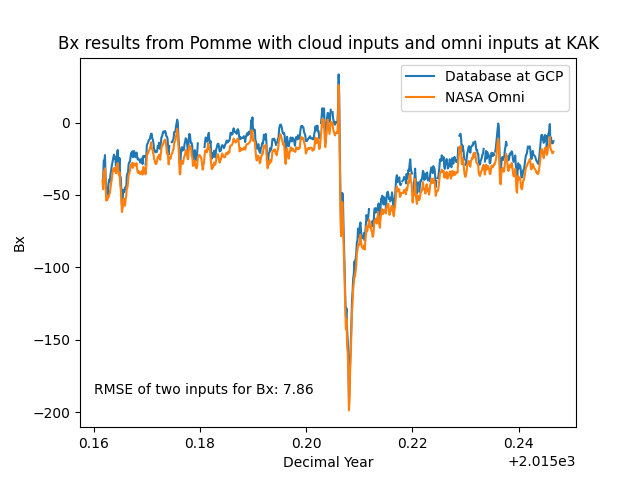 Bx results from Pomme with cloud inputs and omni inputs at KAK
Database at GCP
NASA Omni
Bx
0
−50
−100
−150
−200
RMSE of two inputs for Bx: 7.86
0.16 0.18 0.20 0.22 0.24
Decimal Year
+2.015e3